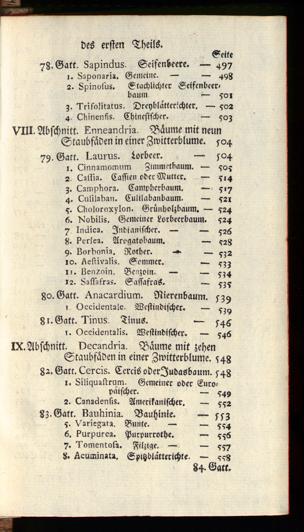 des ersten Theils.
Seite
78. Gatt. Sapindus. Seifenbeere. — 497
1. Saponaria. Gemeine. — — 498
2. Spinosus. Stachlichter Seifenbeer-
baum. — — 501
3. Trifolitatus. Dreyblätterichter. — 502
4. Chinensis. Chinesischer. — 503
VIII. Abschnitt. Enneandria. Bäume mit neun
Staubfäden in einer Zwitterblume. 504
79. Gatt. Laurus. Lorbeer. — 504
1. Cinnamomum Zimmetbaum. — 505
2. Cassia. Cassien oder Mutter. — 514
3. Camphora. Campherbaum. — 517
4. Culilaban. Culilabanbaum. — 521
5. Choloroxylon. Grünholzbaum. — 524
6. Nobilis. Gemeiner Lorbeerbaum. — 524
7 Indica. Indianischer. — — 526
8. Persea. Avogatobaum. — — 528
9. Borbonia. Rother. — — 532
10. Aestivalis. Sommer. — — 533
11. Benzoin. Benzoin. — — 534
12. Sassafras. Sassafras. — — 535
80. Gatt. Anacardium. Nierenbaum. 539
1 Occidentale. Westindischer. — 539
81. Gatt. Tinus. Tinus. — 546
1. Occidentalis. Westindischer. — 546
IX. Abschnitt. Decandria. Bäume mit zehen
Staubfäden in einer Zwitterblume. 548
82. Gatt. Cercis. Cercis oder Judasbaum. 548
1. Siliquastrum. Gemeiner oder Euro-
päischer. — 549
2. Canadensis. Amerikanischer. — 552
83. Gatt. Bauhinia. Bauhinie. — 553
5. Variegata. Bunte. — — 554
6. Purpurea. Purpurrothe. — 556
7. Tomentosa. Filzige. — — 557
8. Acuminata. Spitzblätterichte. — 558
84. Gatt.